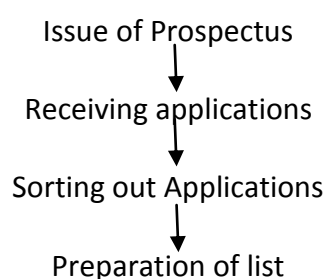 Issue of Prospectus
Receiving applications
Sorting out Applications
Preparation of list